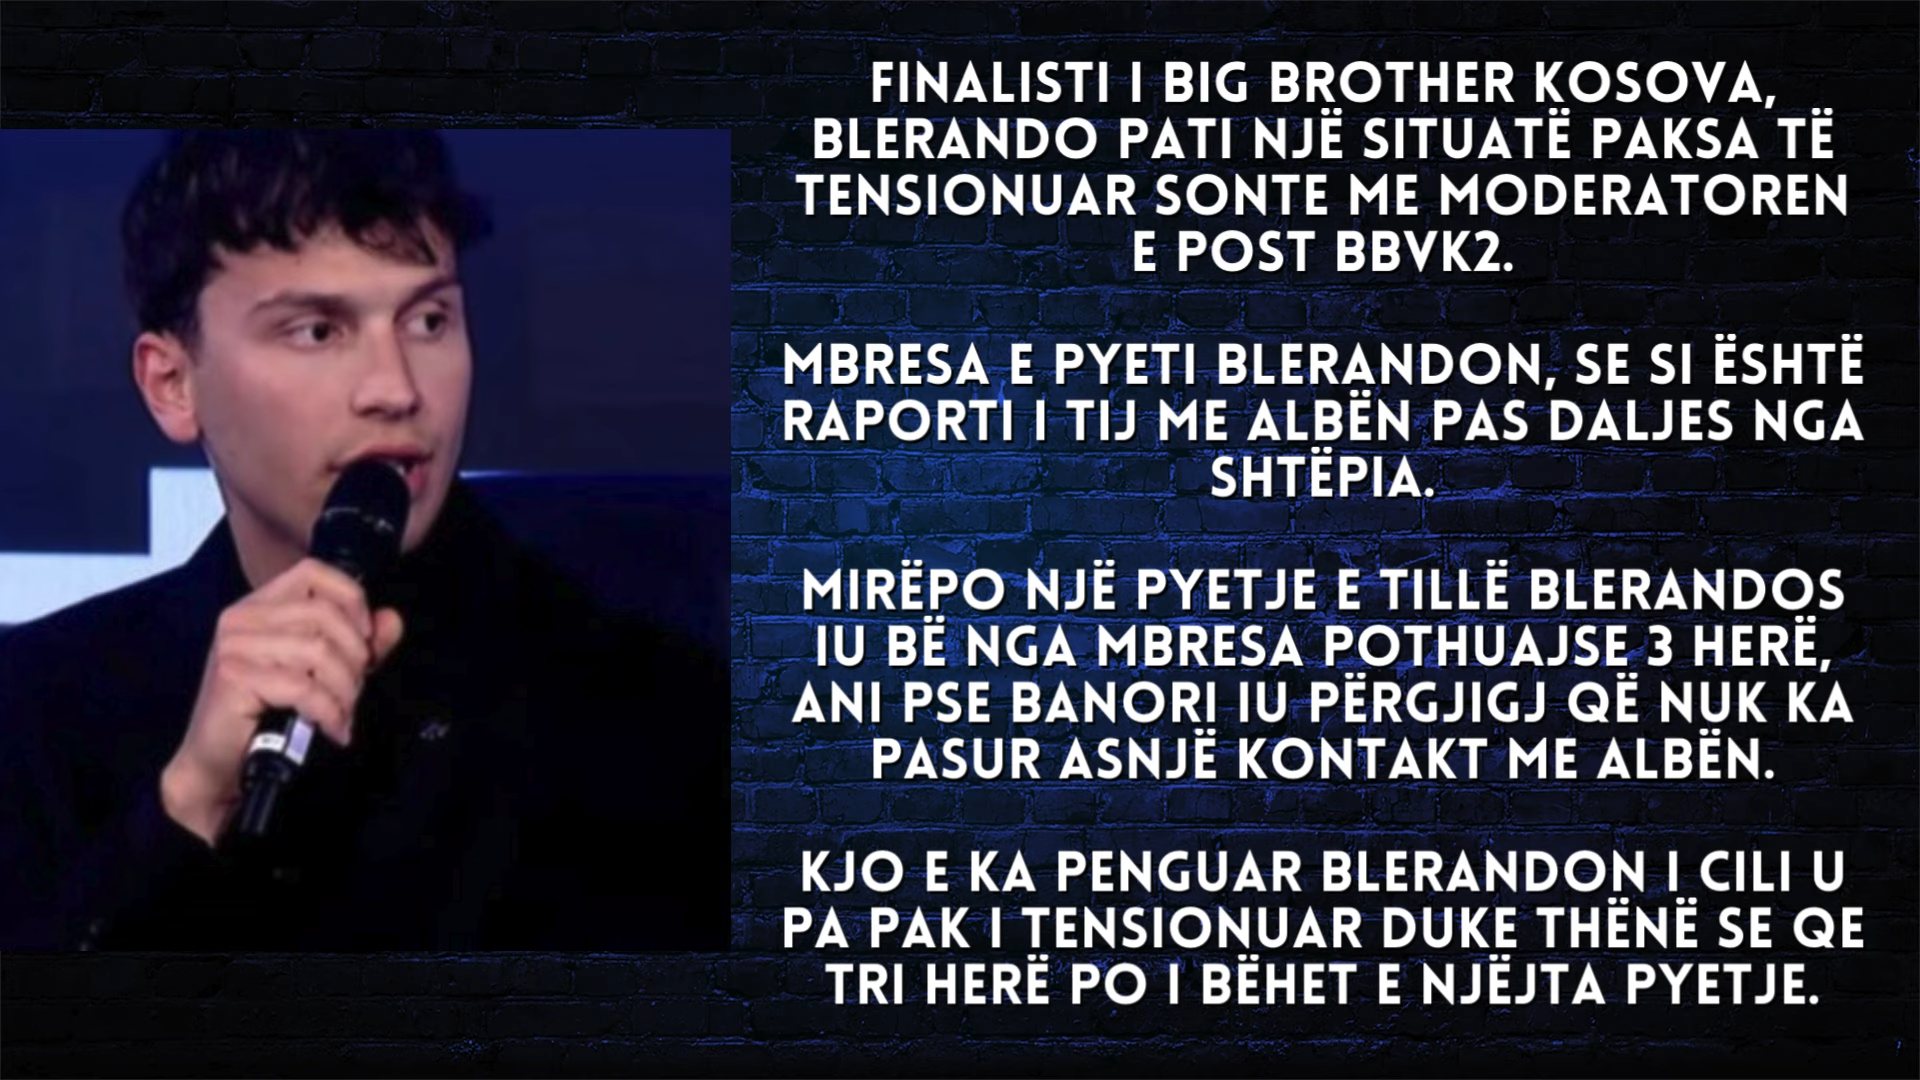 FINALISTI I BIG BROTHER KOSOVA,
BLERANDO PATI NJË SITUATË PAKSA TË
TENSIONUAR SONTE ME MODERATOREN
E POST BBVK2.
MBRESA E PYETI BLERANDON, SE SI ËSHTË
RAPORTI I TIJ ME ALBËN PAS DALJES NGA
SHTËPIA.
MIRËPO NJË PYETJE E TILLË BLERANDOS
IU BË NGA MBRESA POTHUAJSE 3 HERË,
ANI PSE BANORI IU PËRGJIGJ QË NUK KA
PASUR ASNJË KONTAKT ME ALBËN.
KJO E KA PENGUAR BLERANDON I CILI U
PA PAK I TENSIONUAR DUKE THËNË SE QE
TRI HERË PO I BËHET E NJËJTA PYETJE.